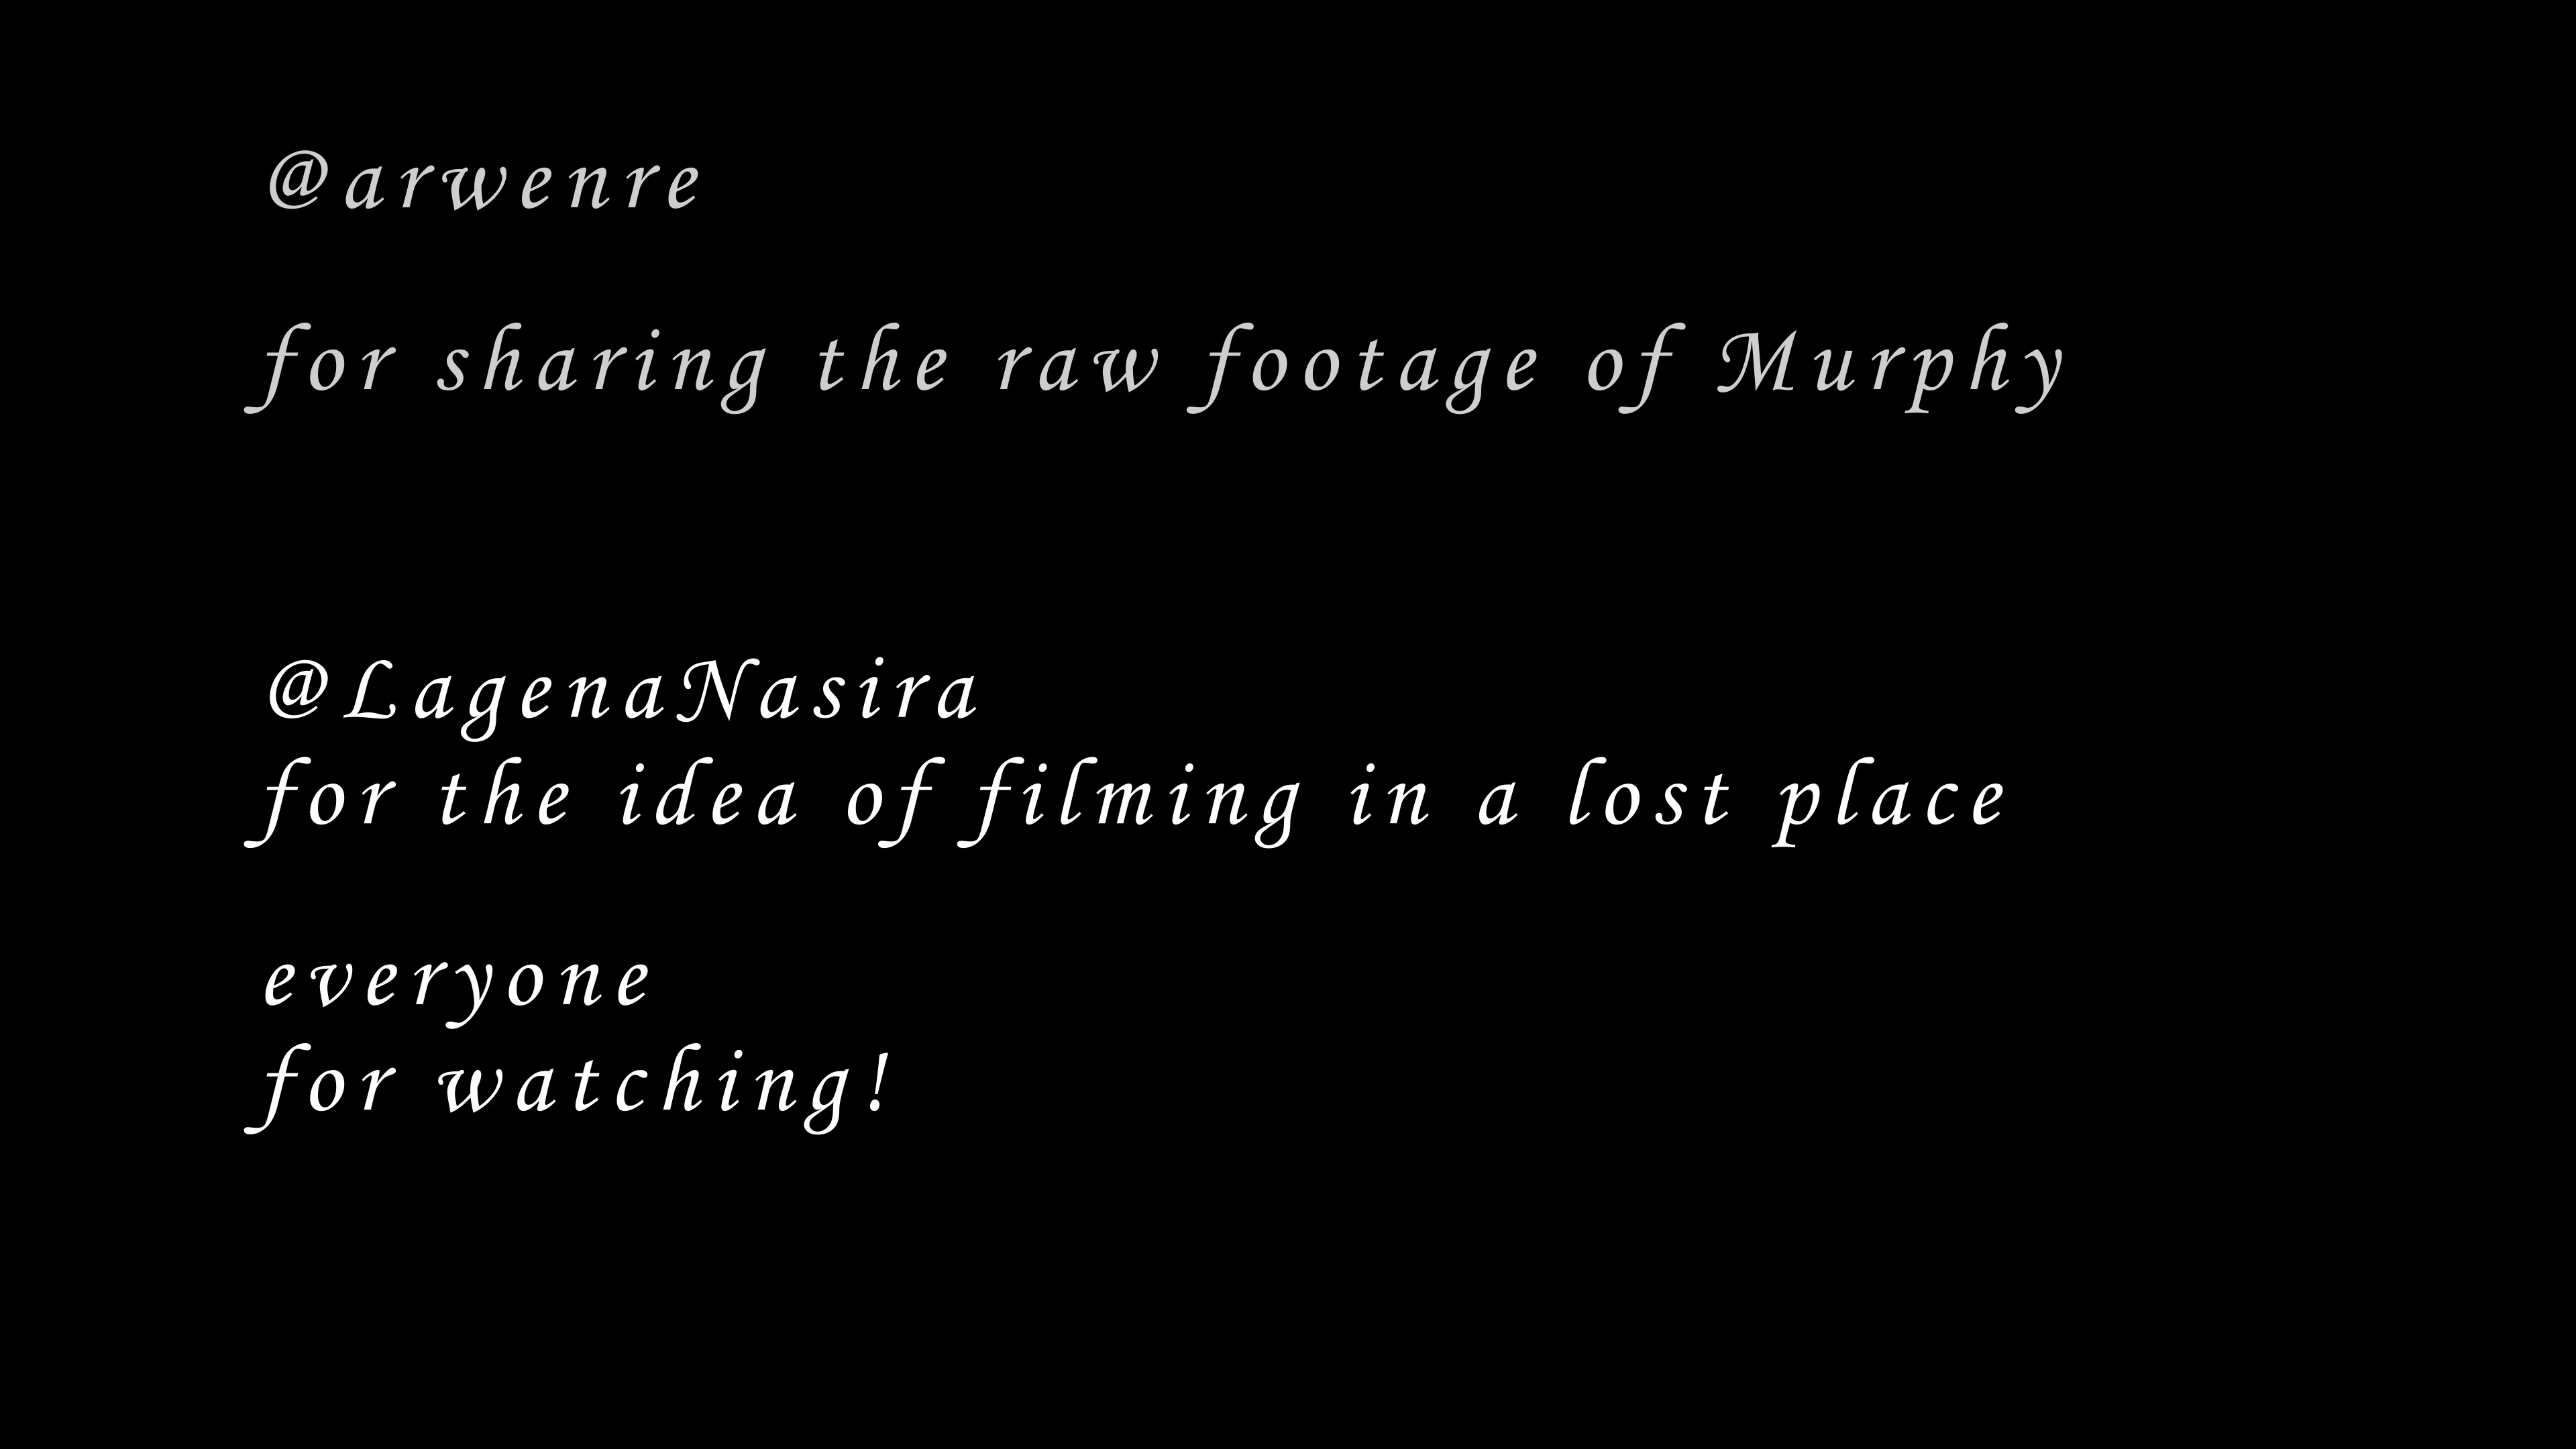 @arwenre
for sharing the raw footage of Murphy
@LagenaNasira
for the idea of filming in a lost place
everyone
for watching!